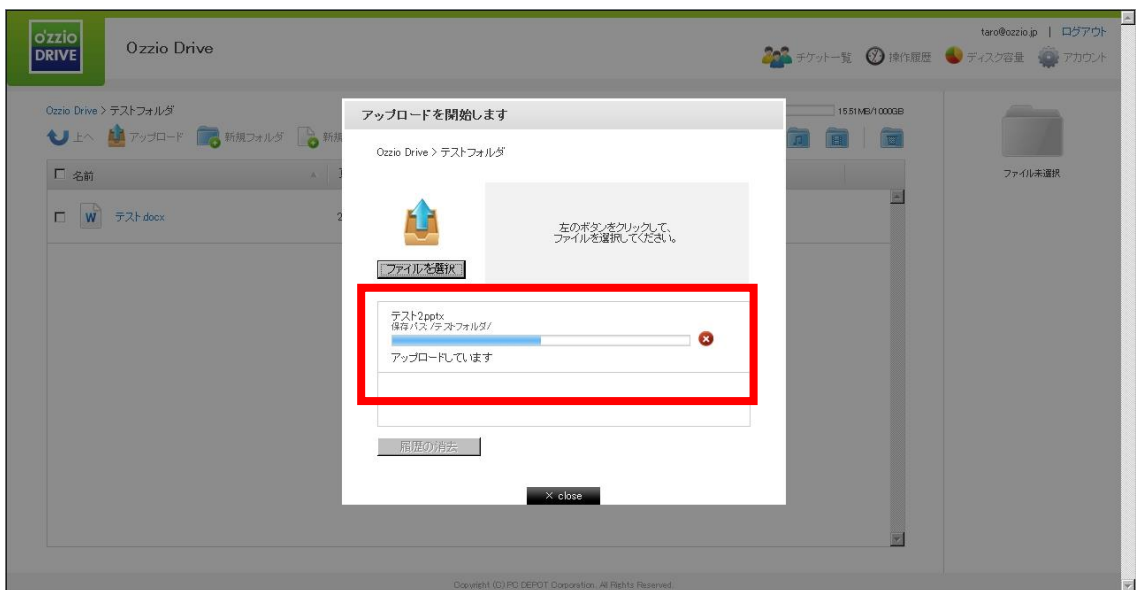 o'zzio
DRIVE
Ozzio Drive
taro@ozzio.jp | ログアウト
チケット一覧
操作履歴
ディスク容量
アカウント
Ozzio Drive > テストフォルダ
上へ
アップロード
新規フォルダ
新規
1551MB/1000GB
名前
W テスト.docx
2
ファイル未選択
アップロードを開始します
Ozzio Drive > テストフォルダ
左のボタンをクリックして、
ファイルを選択してください。
ファイルを選択
テスト2.pptx
保存パス:/テストフォルダ/
アップロードしています
履歴の消去
× close
Copyright (C) PC DEPOT Corporation. All Rights Reserved.